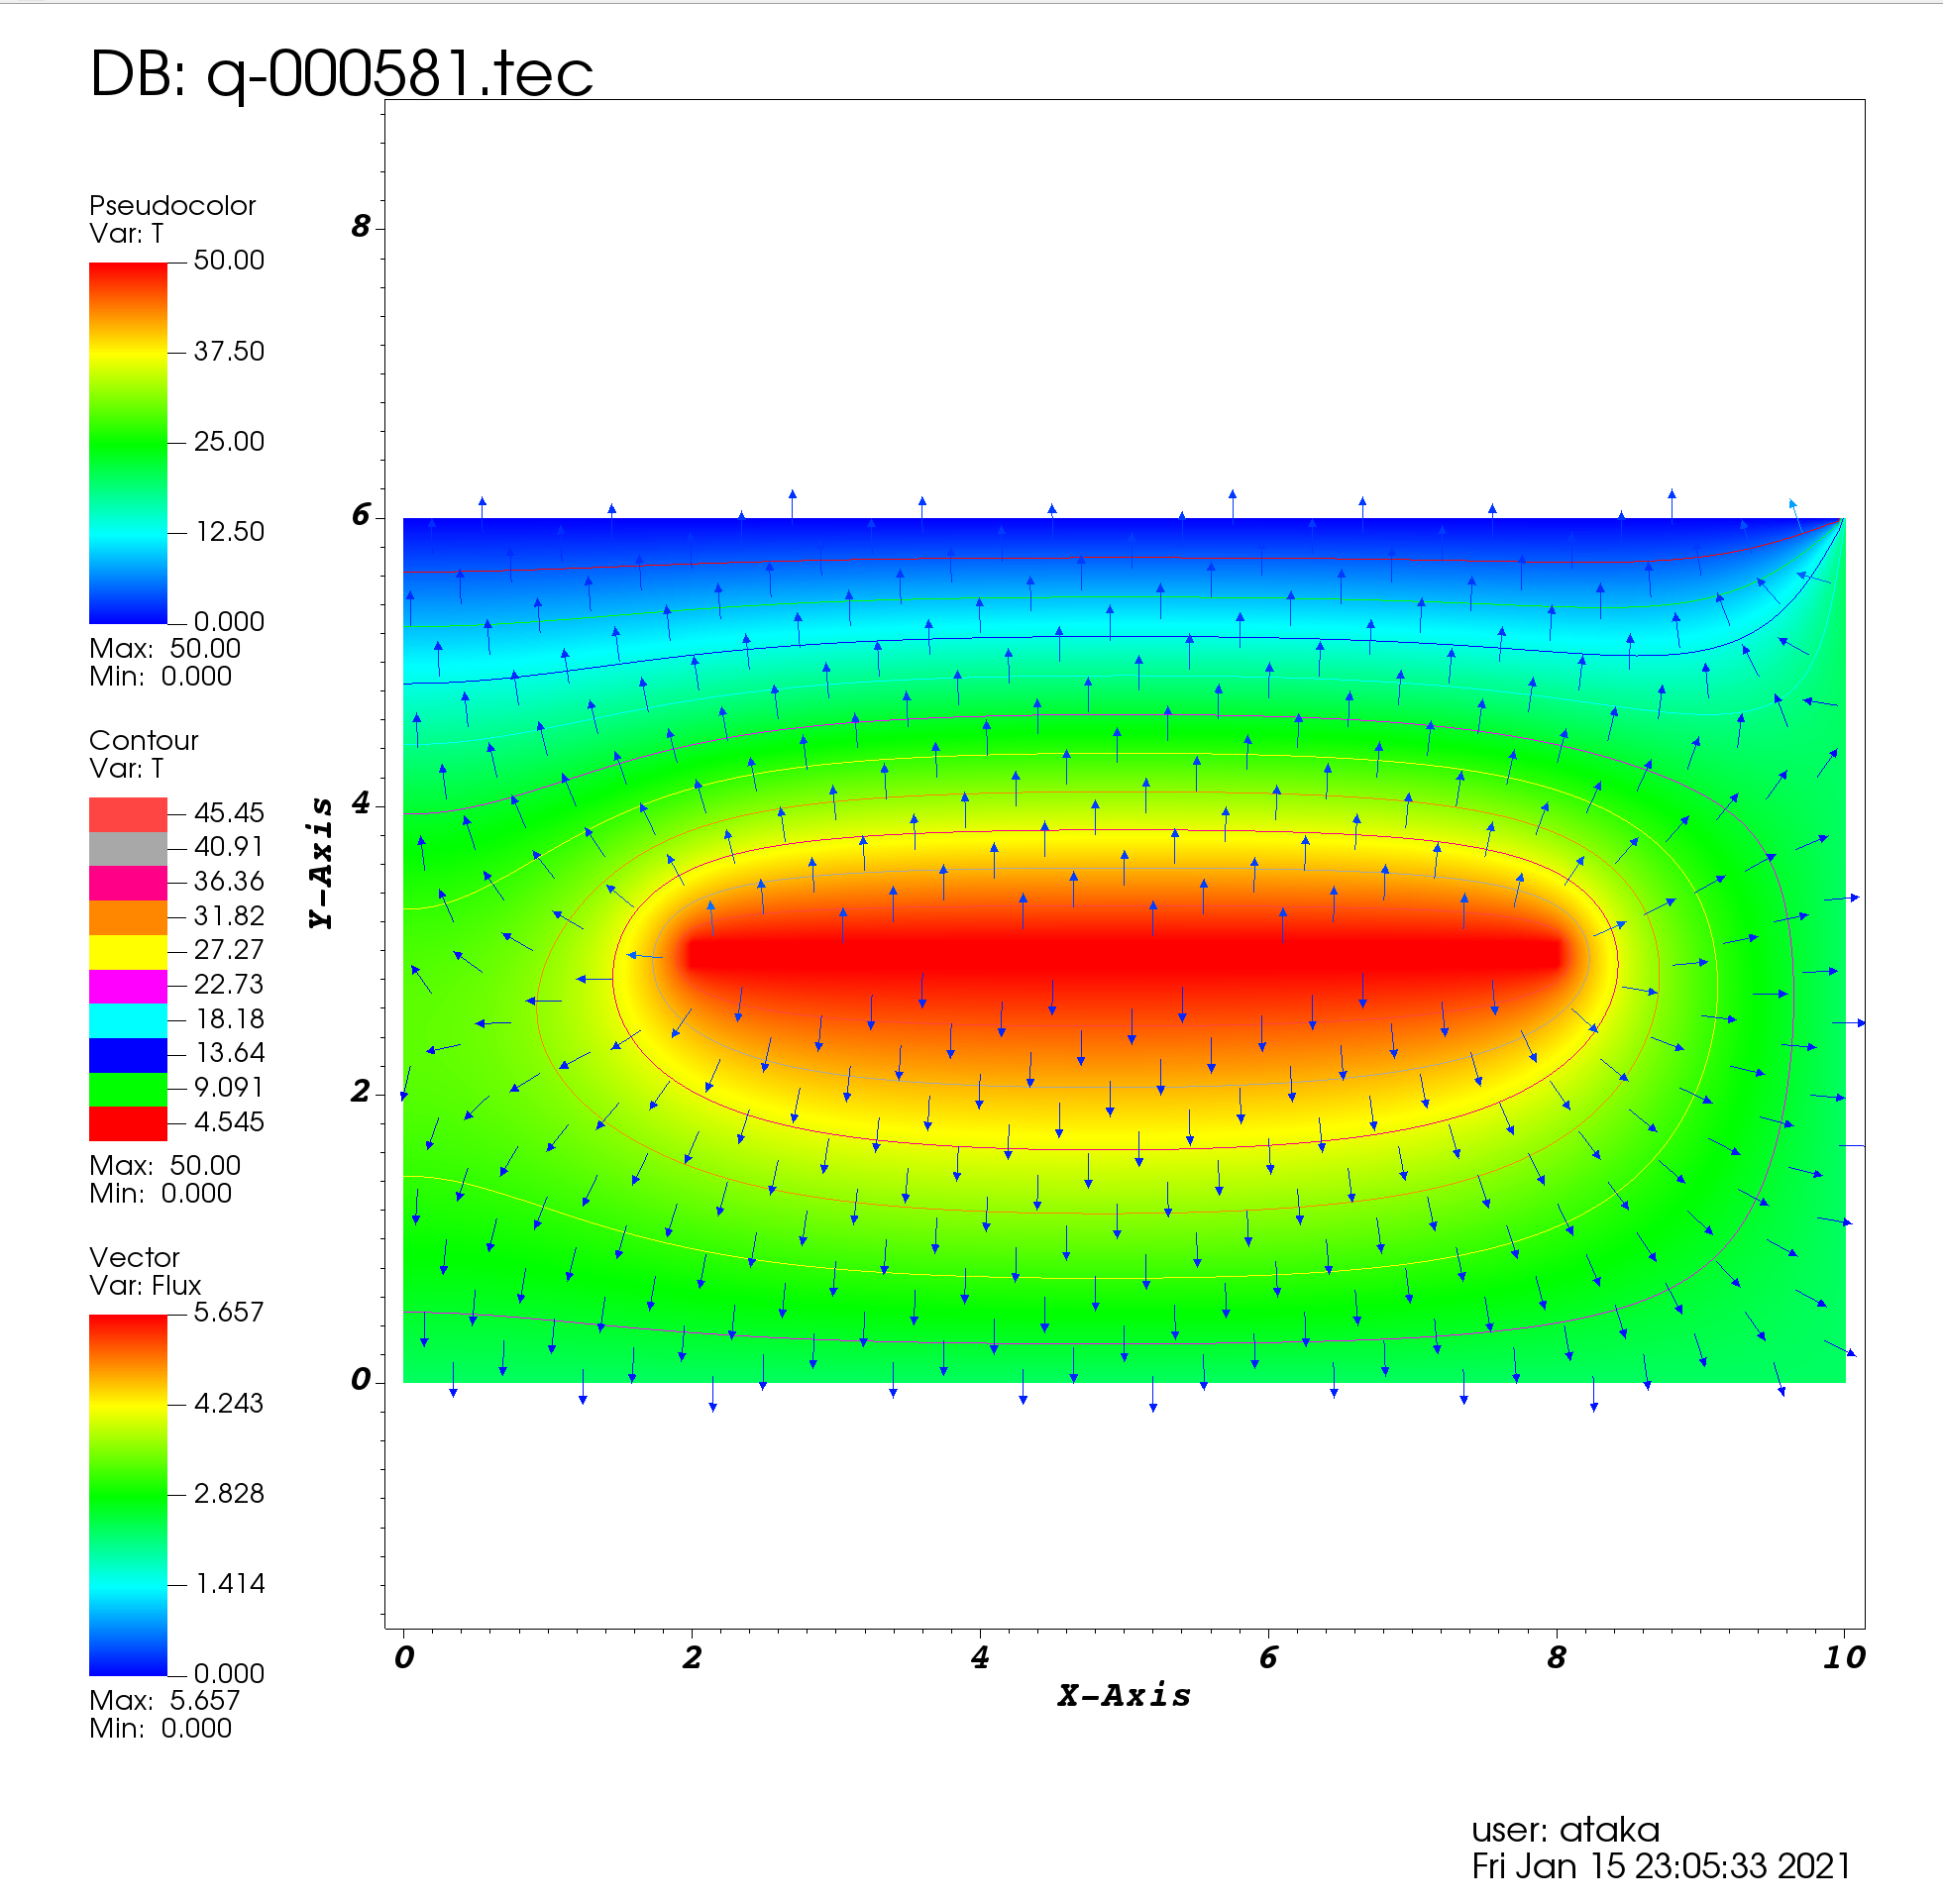 DB: q-000581.tec
Pseudocolor
Var: T
50.00
37.50
25.00
12.50
0.000
Max: 50.00
Min: 0.000
Contour
Var: T
45.45
40.91
36.36
31.82
27.27
22.73
18.18
13.64
9.091
4.545
Max: 50.00
Min: 0.000
Vector
Var: Flux
5.657
4.243
2.828
1.414
0.000
Max: 5.657
Min: 0.000
Y-Axis
8
6
4
2
0
0 2 4 6 8 10
X-Axis
user: ataka
Fri Jan 15 23:05:33 2021